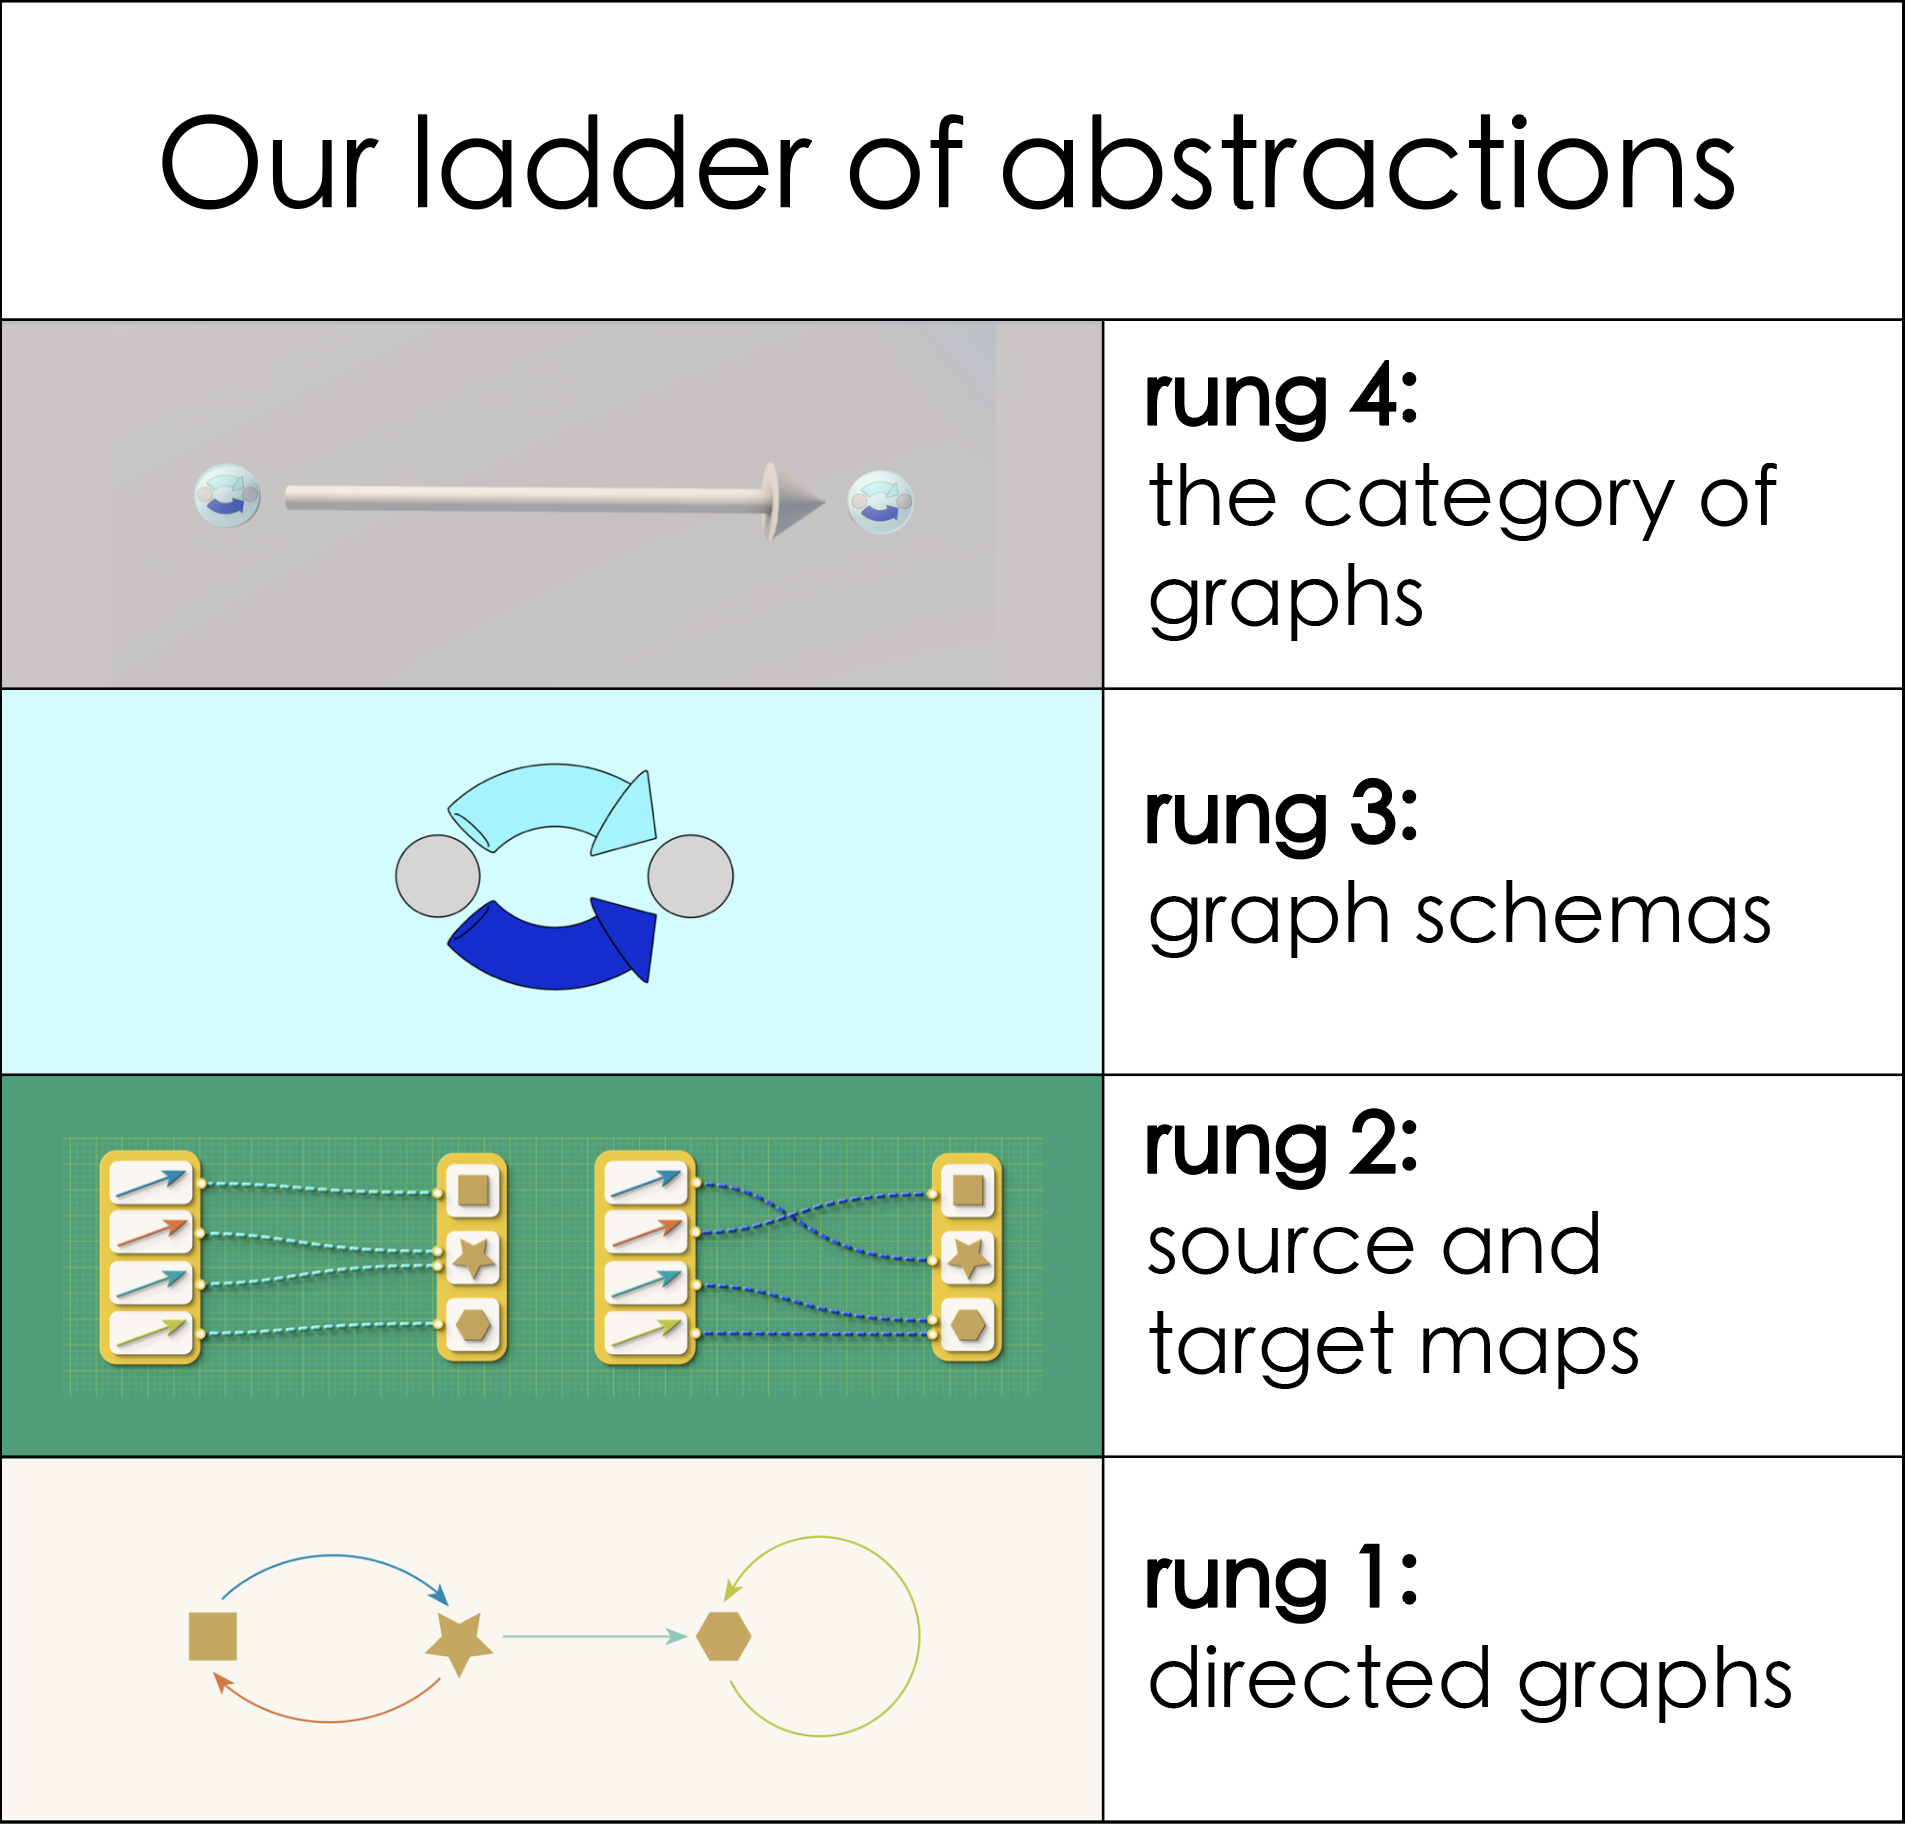 Our ladder of abstractions
rung 4:
the category of
graphs
rung 3:
graph schemas
rung 2:
source and
target maps
rung 1:
directed graphs